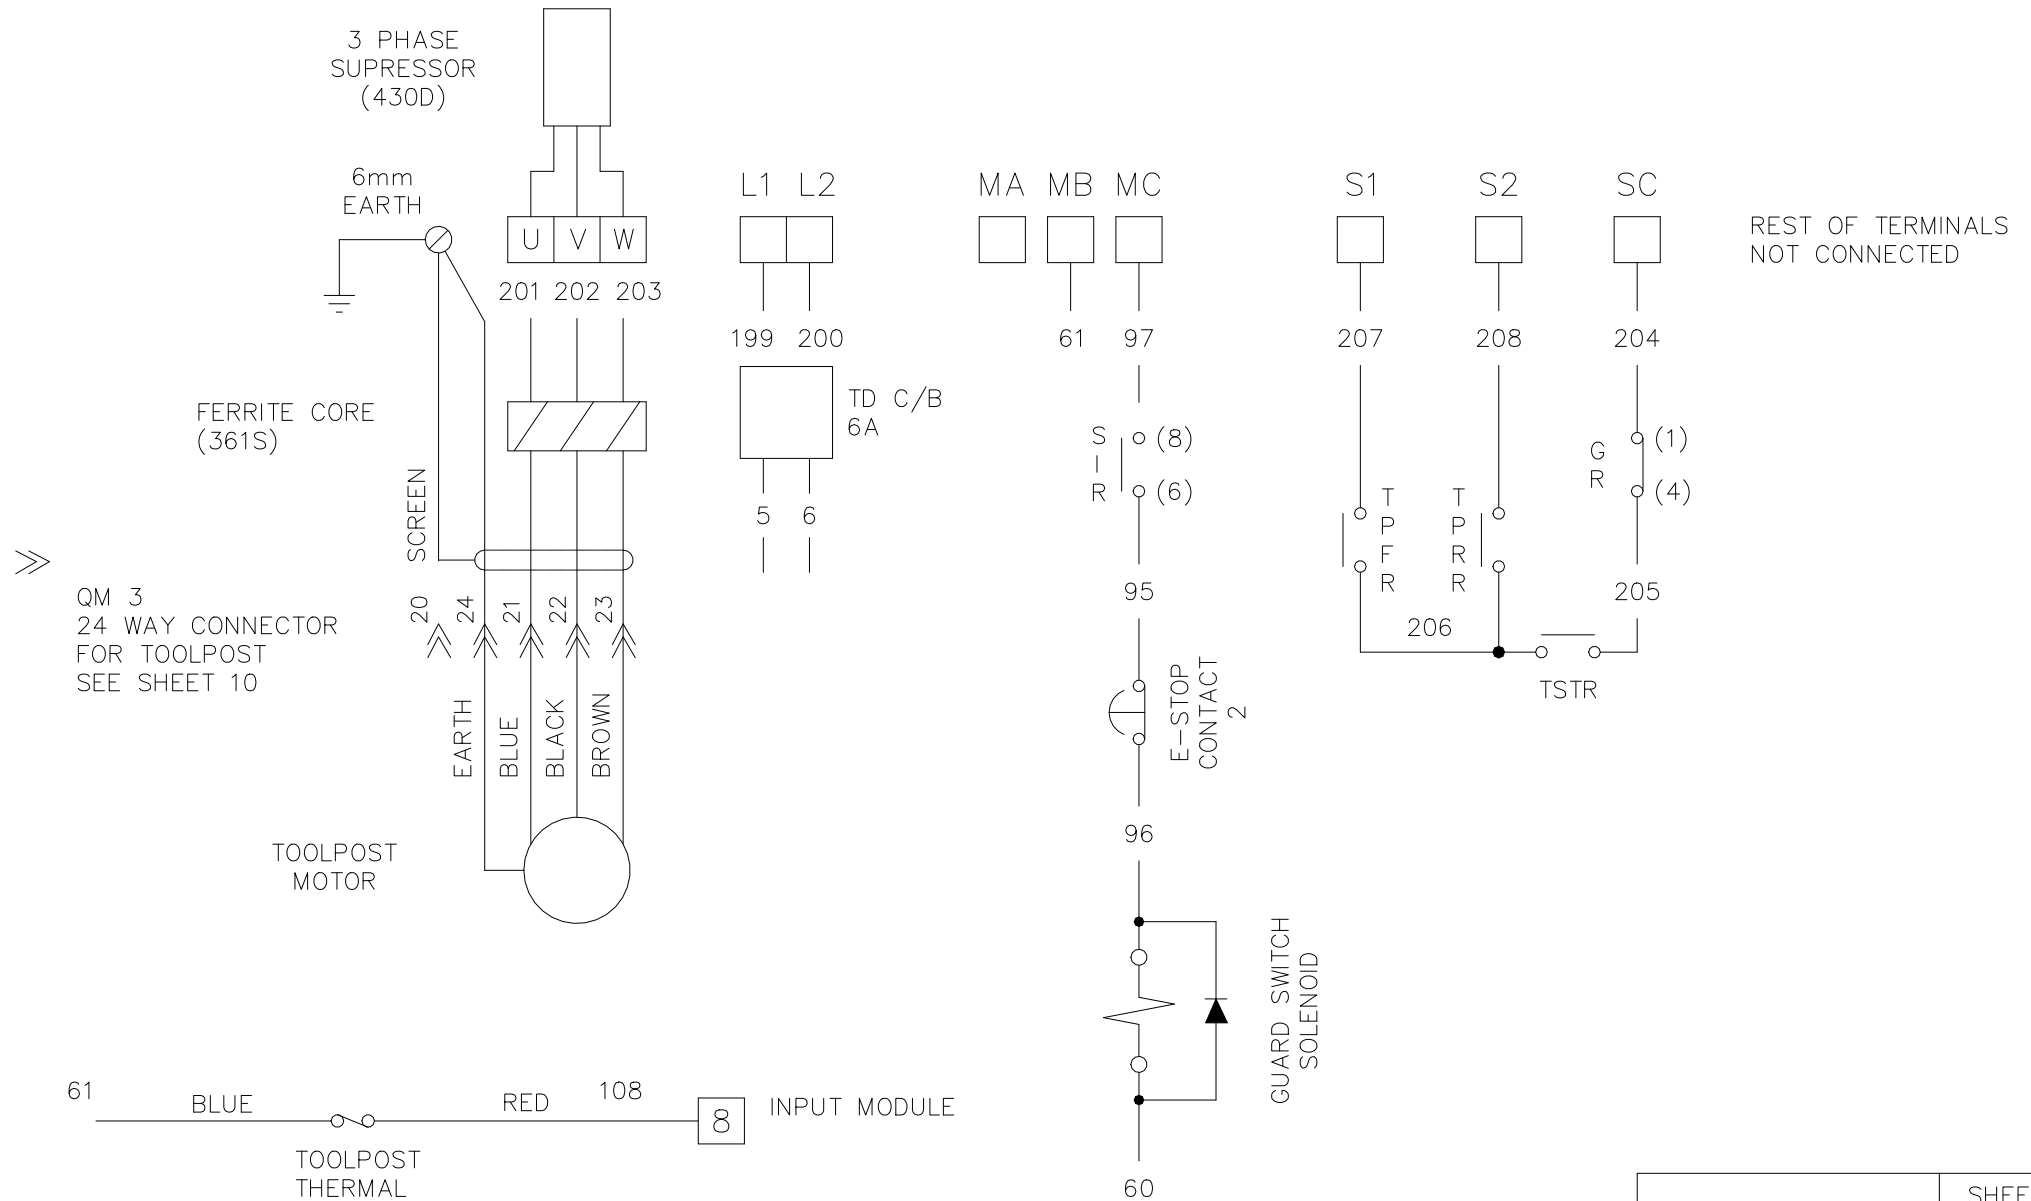 3 PHASE
SUPRESSOR
(430D)
6mm
EARTH
U V W
201 202 203
L1 L2
199 200
TD C/B
6A
5 6
MA MB MC
61 97
S-R
(8)
(6)
95
E-STOP
CONTACT
2
96
GUARD SWITCH
SOLENOID
60
S1 S2 SC
207 208 204
TPFR
TPRR
GR
(1)
(4)
205
206
TSTR
REST OF TERMINALS
NOT CONNECTED
FERRITE CORE
(361S)
SCREEN
QM 3
24 WAY CONNECTOR
FOR TOOLPOST
SEE SHEET 10
20 24 21 22 23
EARTH
BLUE
BLACK
BROWN
TOOLPOST
MOTOR
61
BLUE
RED
108
8
INPUT MODULE
TOOLPOST
THERMAL